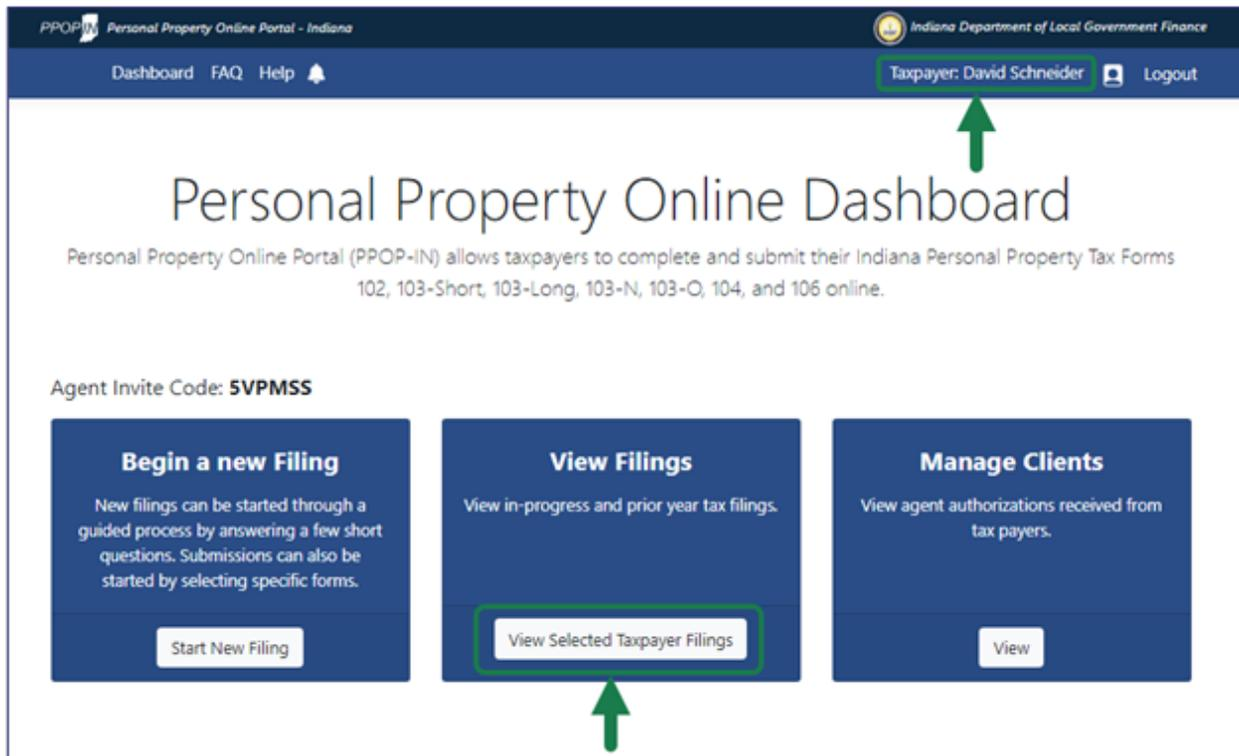 PPOP IN Personal Property Online Portal - Indiana
Indiana Department of Local Government Finance
Dashboard FAQ Help
Taxpayer: David Schneider Logout
Personal Property Online Dashboard
Personal Property Online Portal (PPOP-IN) allows taxpayers to complete and submit their Indiana Personal Property Tax Forms
102, 103-Short, 103-Long, 103-N, 103-O, 104, and 106 online.
Agent Invite Code: 5VPMSS
Begin a new Filing
New filings can be started through a
guided process by answering a few short
questions. Submissions can also be
started by selecting specific forms.
Start New Filing
View Filings
View in-progress and prior year tax filings.
View Selected Taxpayer Filings
Manage Clients
View agent authorizations received from
tax payers.
View